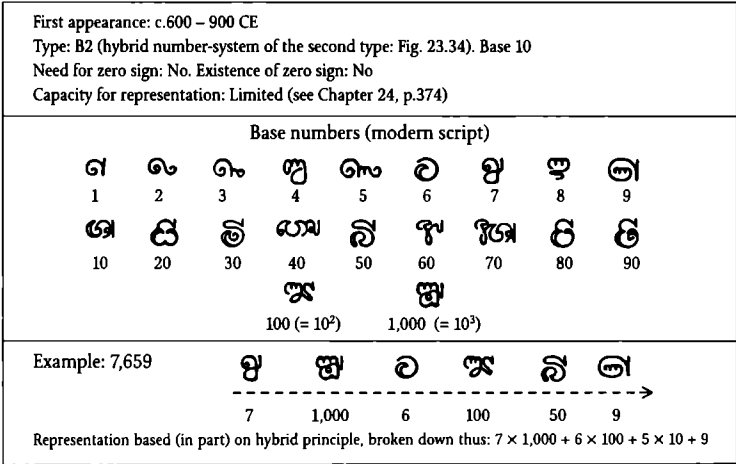 First appearance: c.600 – 900 CE
Type: B2 (hybrid number-system of the second type: Fig. 23.34). Base 10
Need for zero sign: No. Existence of zero sign: No
Capacity for representation: Limited (see Chapter 24, p.374)
Base numbers (modern script)
𑇡 𑇢 𑇣 𑇤 𑇥 𑇦 𑇧 𑇨 𑇩
1 2 3 4 5 6 7 8 9
𑇪 𑇫 𑇬 𑇭 𑇮 𑇯 𑇰 𑇱 𑇲
10 20 30 40 50 60 70 80 90
𑇳 𑇴
100 (= 10²) 1,000 (= 10³)
Example: 7,659 𑇧 𑇴 𑇦 𑇳 𑇮 𑇩
7 1,000 6 100 50 9
Representation based (in part) on hybrid principle, broken down thus: 7 × 1,000 + 6 × 100 + 5 × 10 + 9